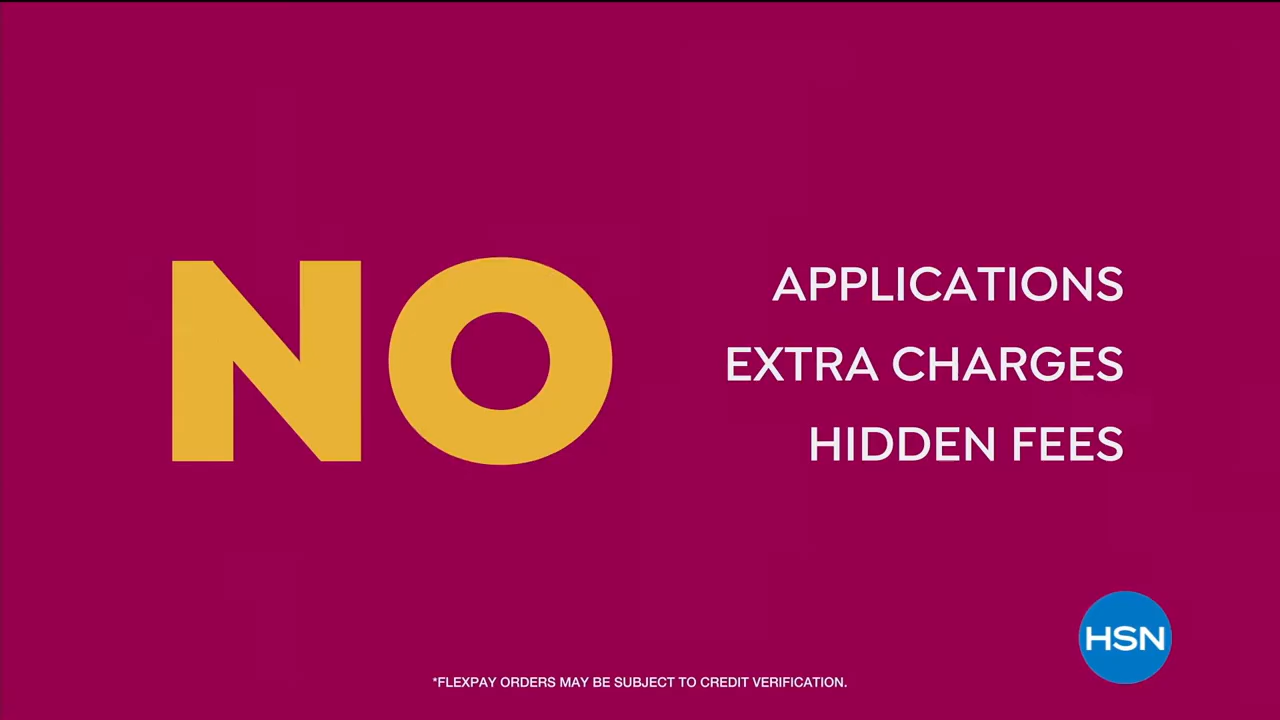 NO
APPLICATIONS
EXTRA CHARGES
HIDDEN FEES
HSN
*FLEXPAY ORDERS MAY BE SUBJECT TO CREDIT VERIFICATION.